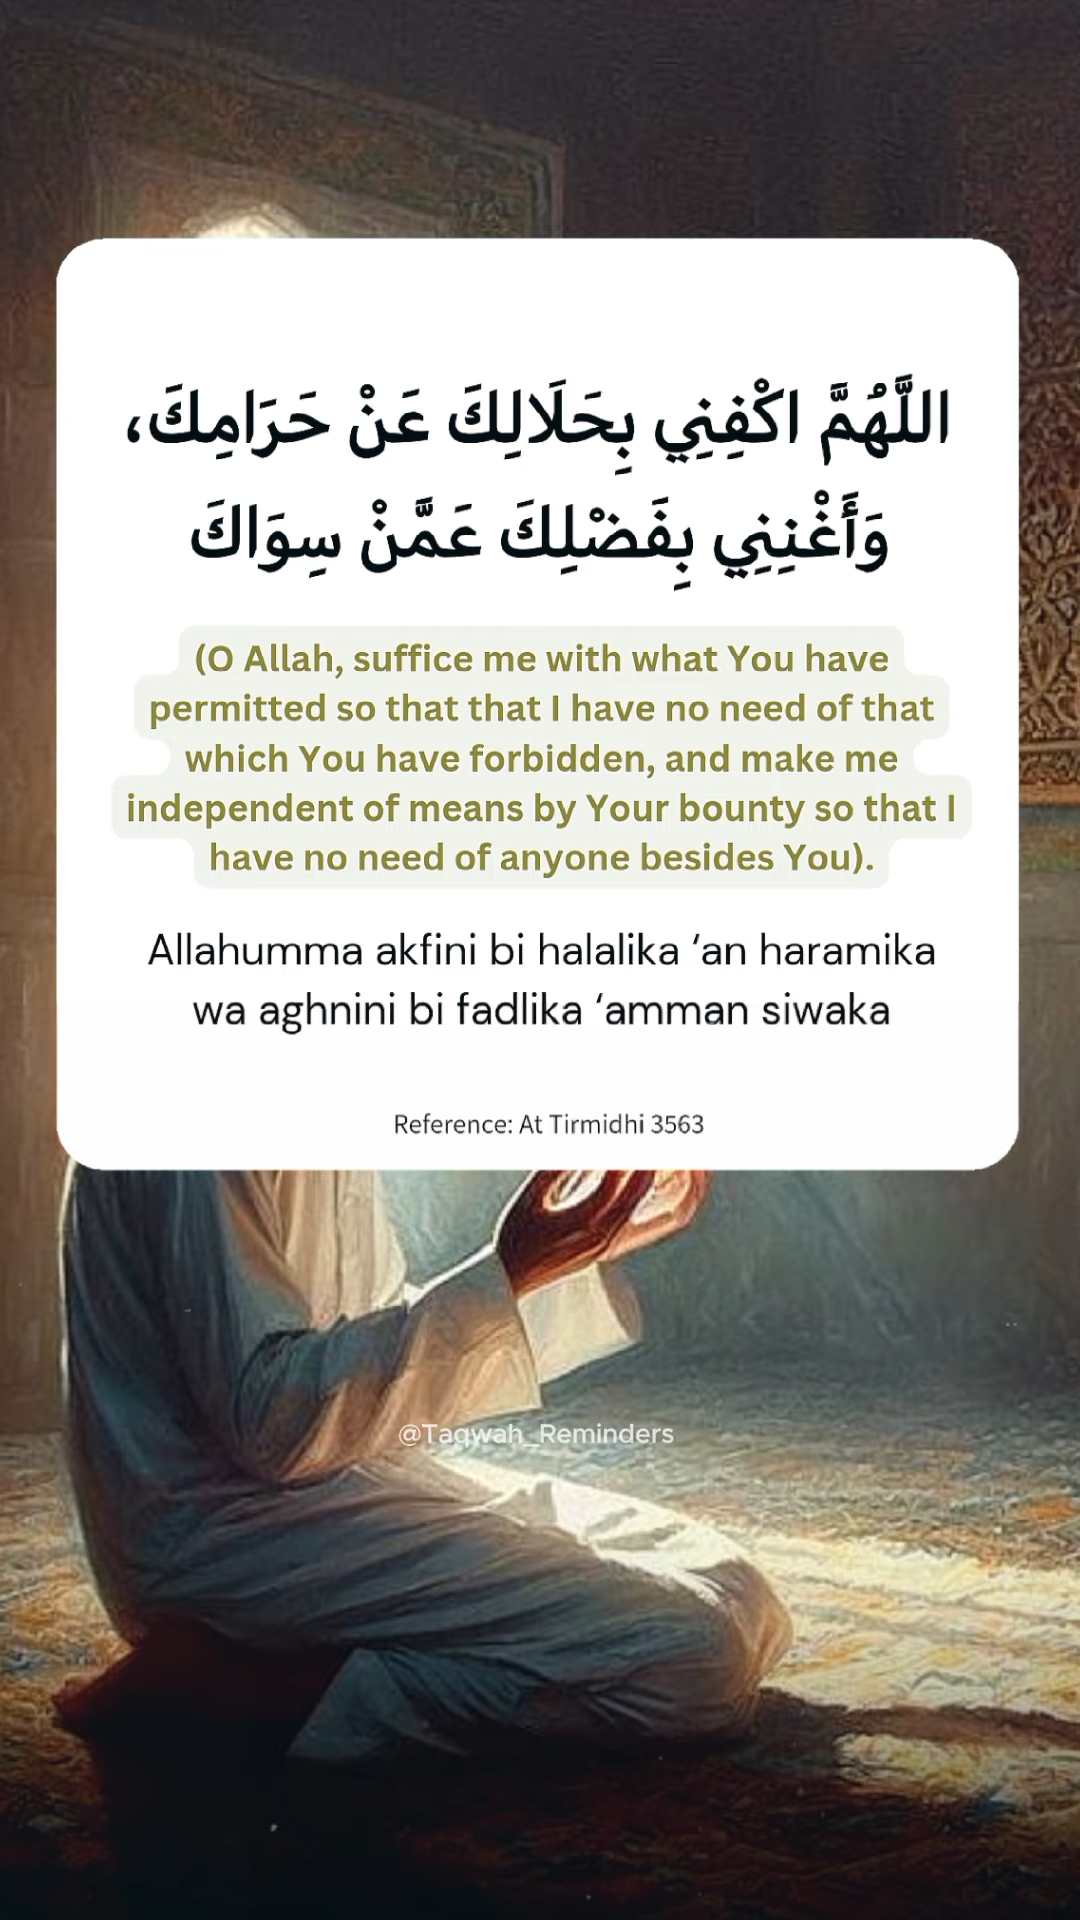 اللَّهُمَّ اكْفِنِي بِحَلَالِكَ عَنْ حَرَامِكَ،
وَأَغْنِنِي بِفَضْلِكَ عَمَّنْ سِوَاكَ
(O Allah, suffice me with what You have
permitted so that that I have no need of that
which You have forbidden, and make me
independent of means by Your bounty so that I
have no need of anyone besides You).
Allahumma akfini bi halalika ‘an haramika
wa aghnini bi fadlika ‘amman siwaka
Reference: At Tirmidhi 3563
@Taqwah_Reminders